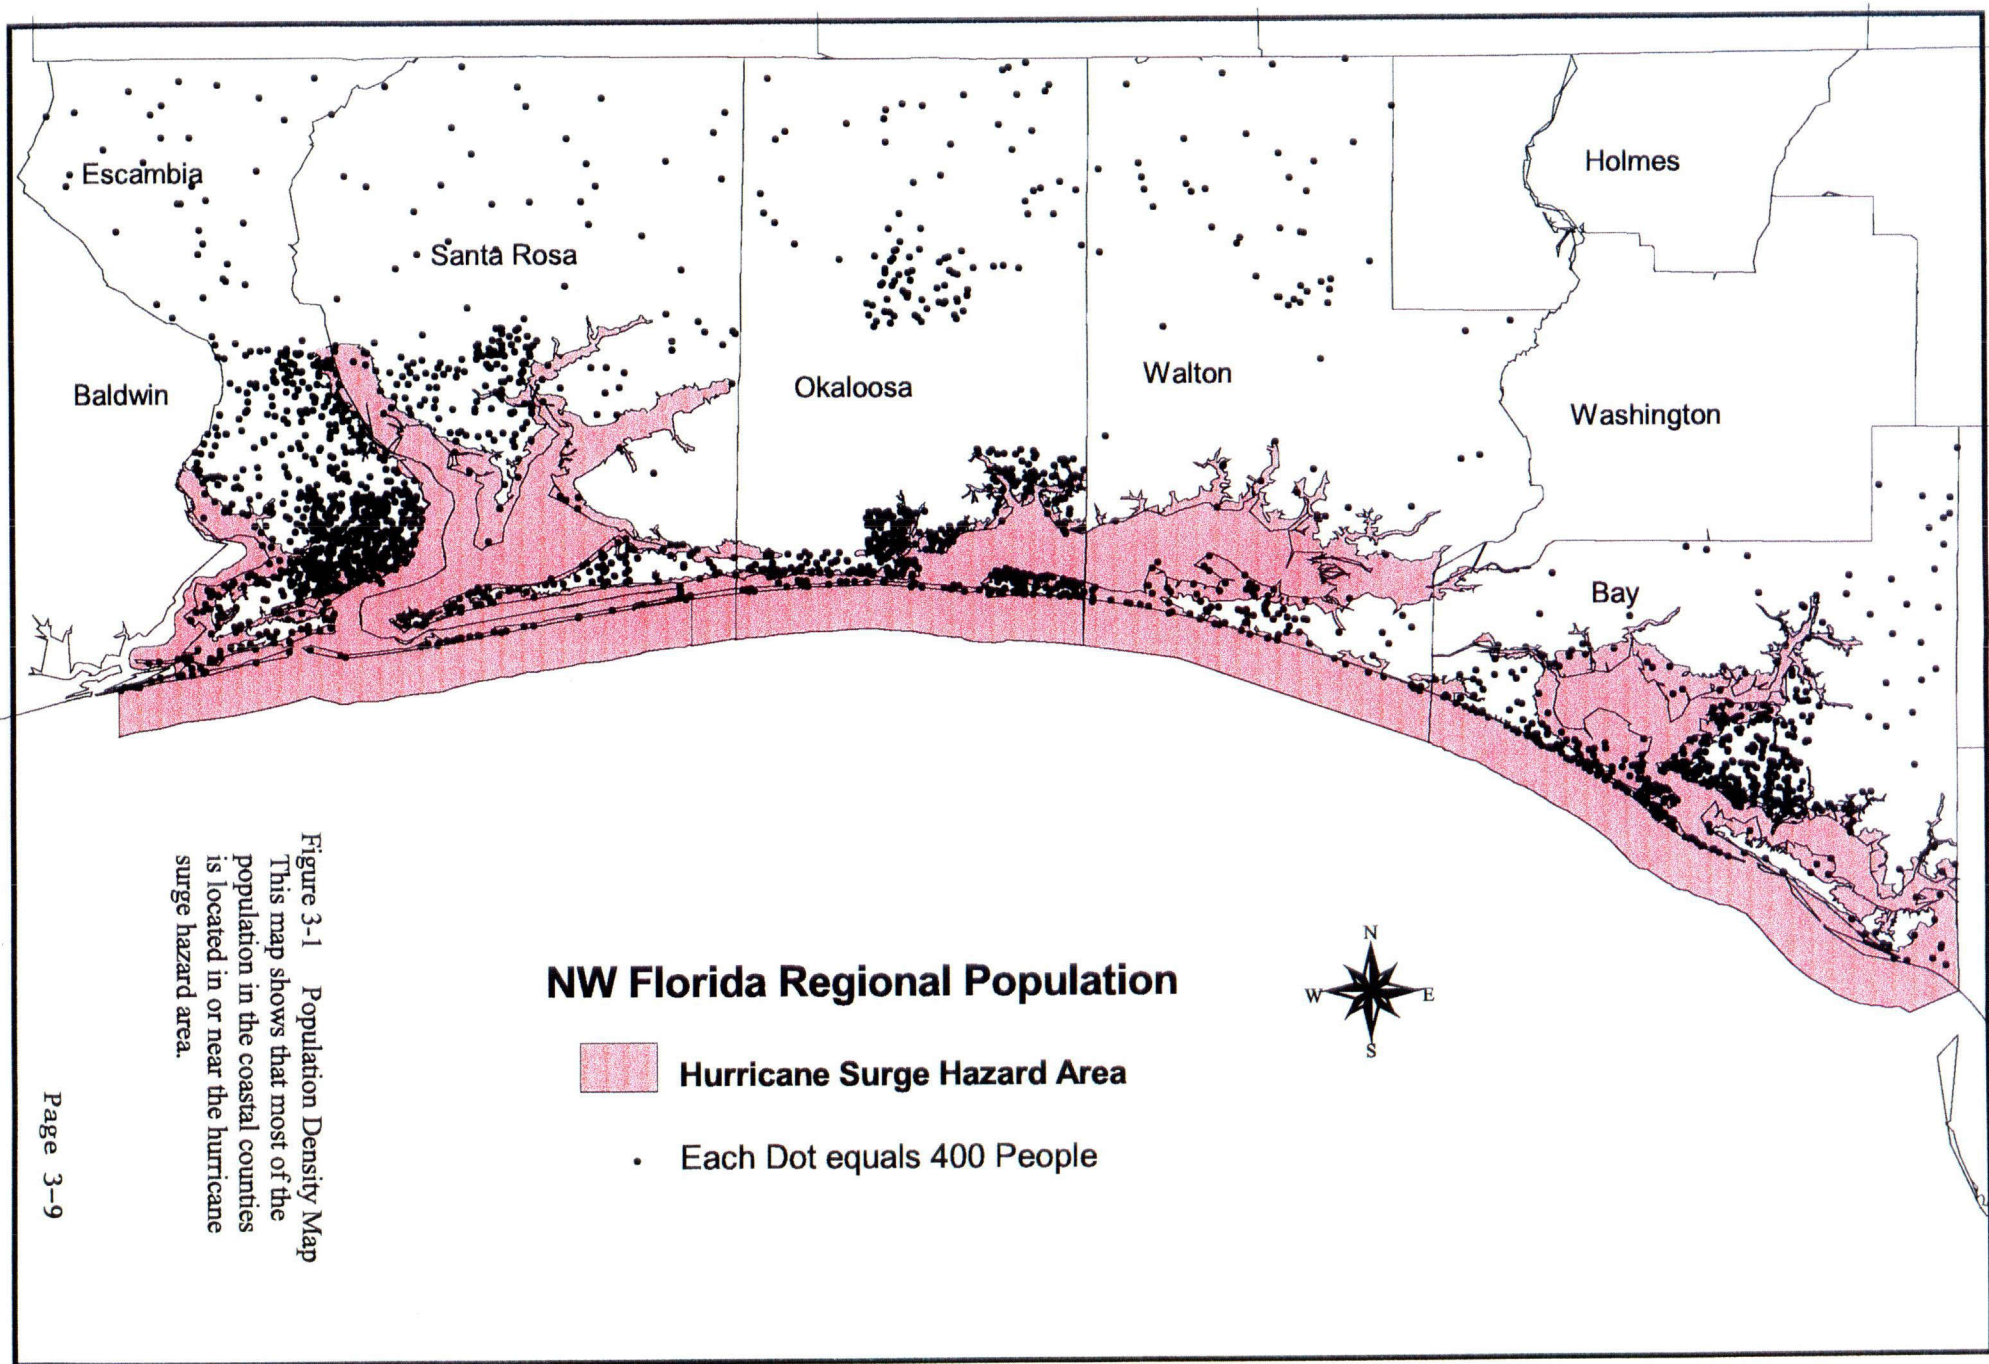 Escambia
Santa Rosa
Baldwin
Okaloosa
Walton
Holmes
Washington
Bay
NW Florida Regional Population
Hurricane Surge Hazard Area
Each Dot equals 400 People
N
W
E
S
Figure 3-1 Population Density Map
This map shows that most of the
population in the coastal counties
is located in or near the hurricane
surge hazard area.
Page 3-9